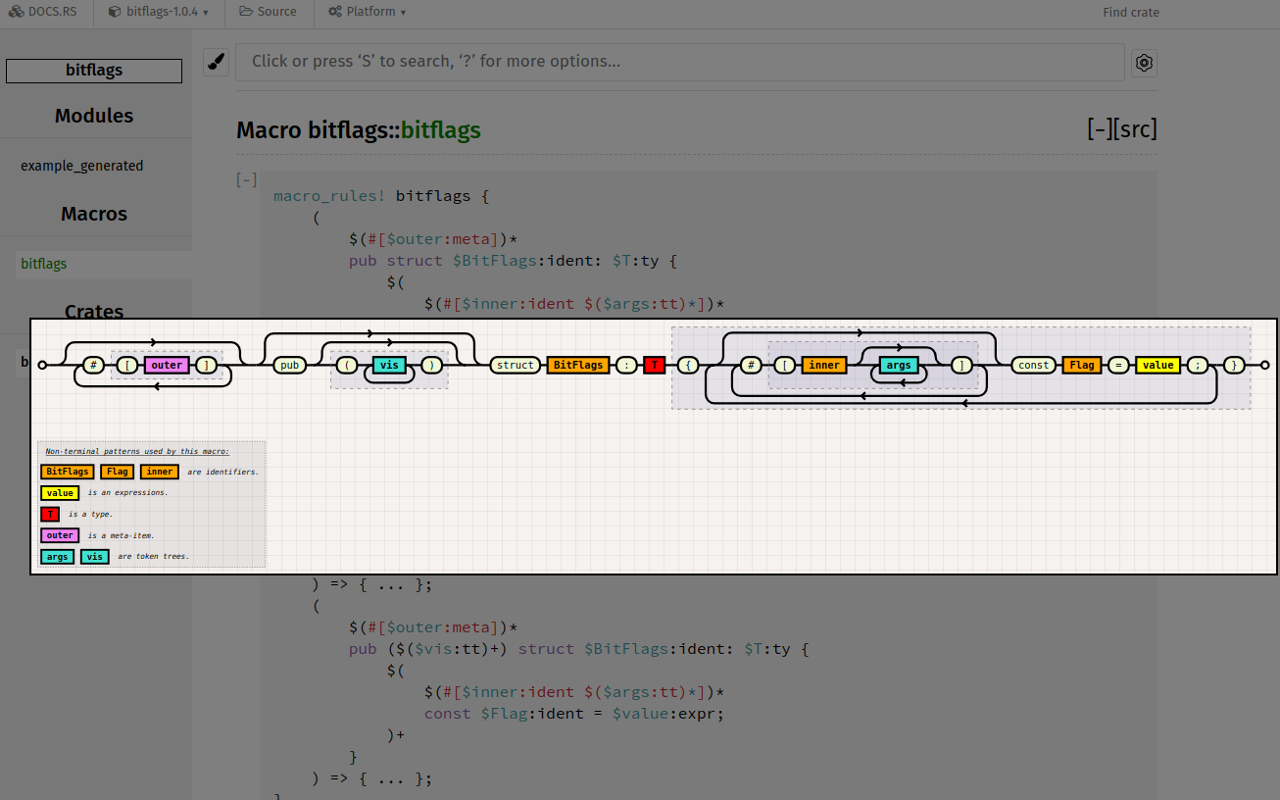 DOCS.RS bitflags-1.0.4 Source Platform Find crate
bitflags
Click or press ‘S’ to search, ‘?’ for more options...
Modules
example_generated
Macros
bitflags
Crates
b
Macro bitflags::bitflags [-][src]
[-]
macro_rules! bitflags {
(
$(#[$outer:meta])*
pub struct $BitFlags:ident: $T:ty {
$(
$(#[$inner:ident $($args:tt)*])*
# [ outer ] pub ( vis ) struct BitFlags : T { # [ inner args ] const Flag = value ; }
Non-terminal patterns used by this macro:
BitFlags Flag inner are identifiers.
value is an expressions.
T is a type.
outer is a meta-item.
args vis are token trees.
) => { ... };
(
$(#[$outer:meta])*
pub ($($vis:tt)+) struct $BitFlags:ident: $T:ty {
$(
$(#[$inner:ident $($args:tt)*])*
const $Flag:ident = $value:expr;
)+
}
) => { ... };
}